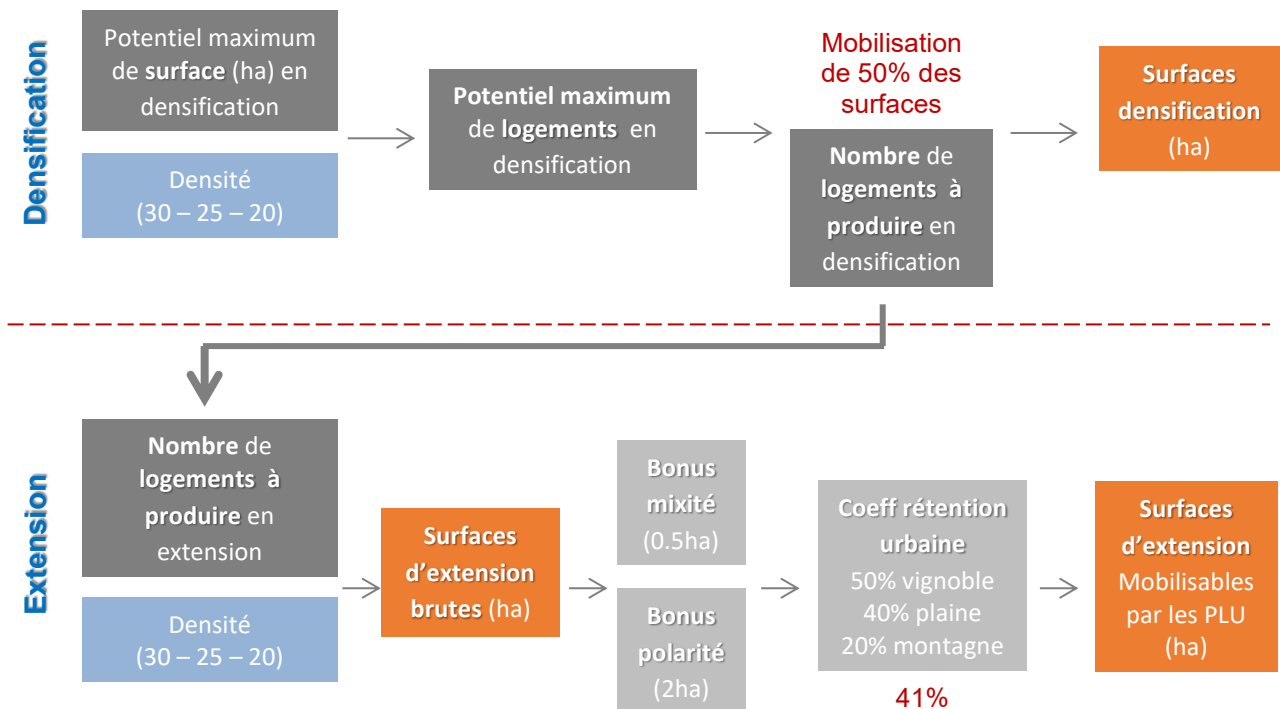 Densification
Potentiel maximum
de surface (ha) en
densification
Densité
(30 – 25 – 20)
Potentiel maximum
de logements en
densification
Mobilisation
de 50% des
surfaces
Nombre de
logements à
produire en
densification
Surfaces
densification
(ha)
Extension
Nombre de
logements à
produire en
extension
Densité
(30 – 25 – 20)
Surfaces
d’extension
brutes (ha)
Bonus
mixité
(0.5ha)
Bonus
polarité
(2ha)
Coeff rétention
urbaine
50% vignoble
40% plaine
20% montagne
41%
Surfaces
d’extension
Mobilisables
par les PLU
(ha)